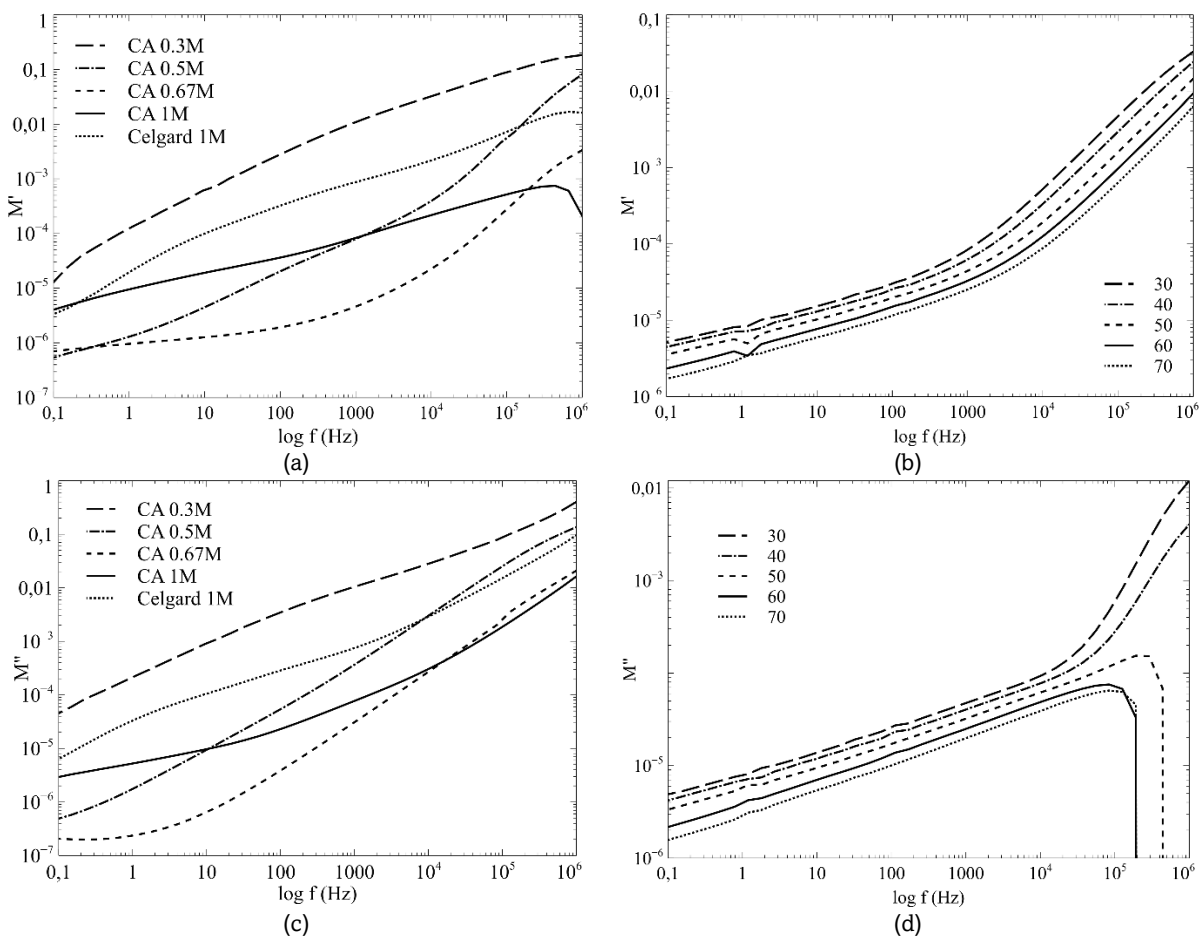 1
0,1
0,01
10⁻³
10⁻⁴
10⁻⁵
10⁻⁶
10⁻⁷
M'
CA 0.3M
CA 0.5M
CA 0.67M
CA 1M
Celgard 1M
0,1 1 10 100 1000 10⁴ 10⁵ 10⁶
log f (Hz)
(a)
0,1
0,01
10⁻³
10⁻⁴
10⁻⁵
10⁻⁶
M'
30
40
50
60
70
0,1 1 10 100 1000 10⁴ 10⁵ 10⁶
log f (Hz)
(b)
1
0,1
0,01
10⁻³
10⁻⁴
10⁻⁵
10⁻⁶
10⁻⁷
M"
CA 0.3M
CA 0.5M
CA 0.67M
CA 1M
Celgard 1M
0,1 1 10 100 1000 10⁴ 10⁵ 10⁶
log f (Hz)
(c)
0,01
10⁻³
10⁻⁴
10⁻⁵
10⁻⁶
M"
30
40
50
60
70
0,1 1 10 100 1000 10⁴ 10⁵ 10⁶
log f (Hz)
(d)